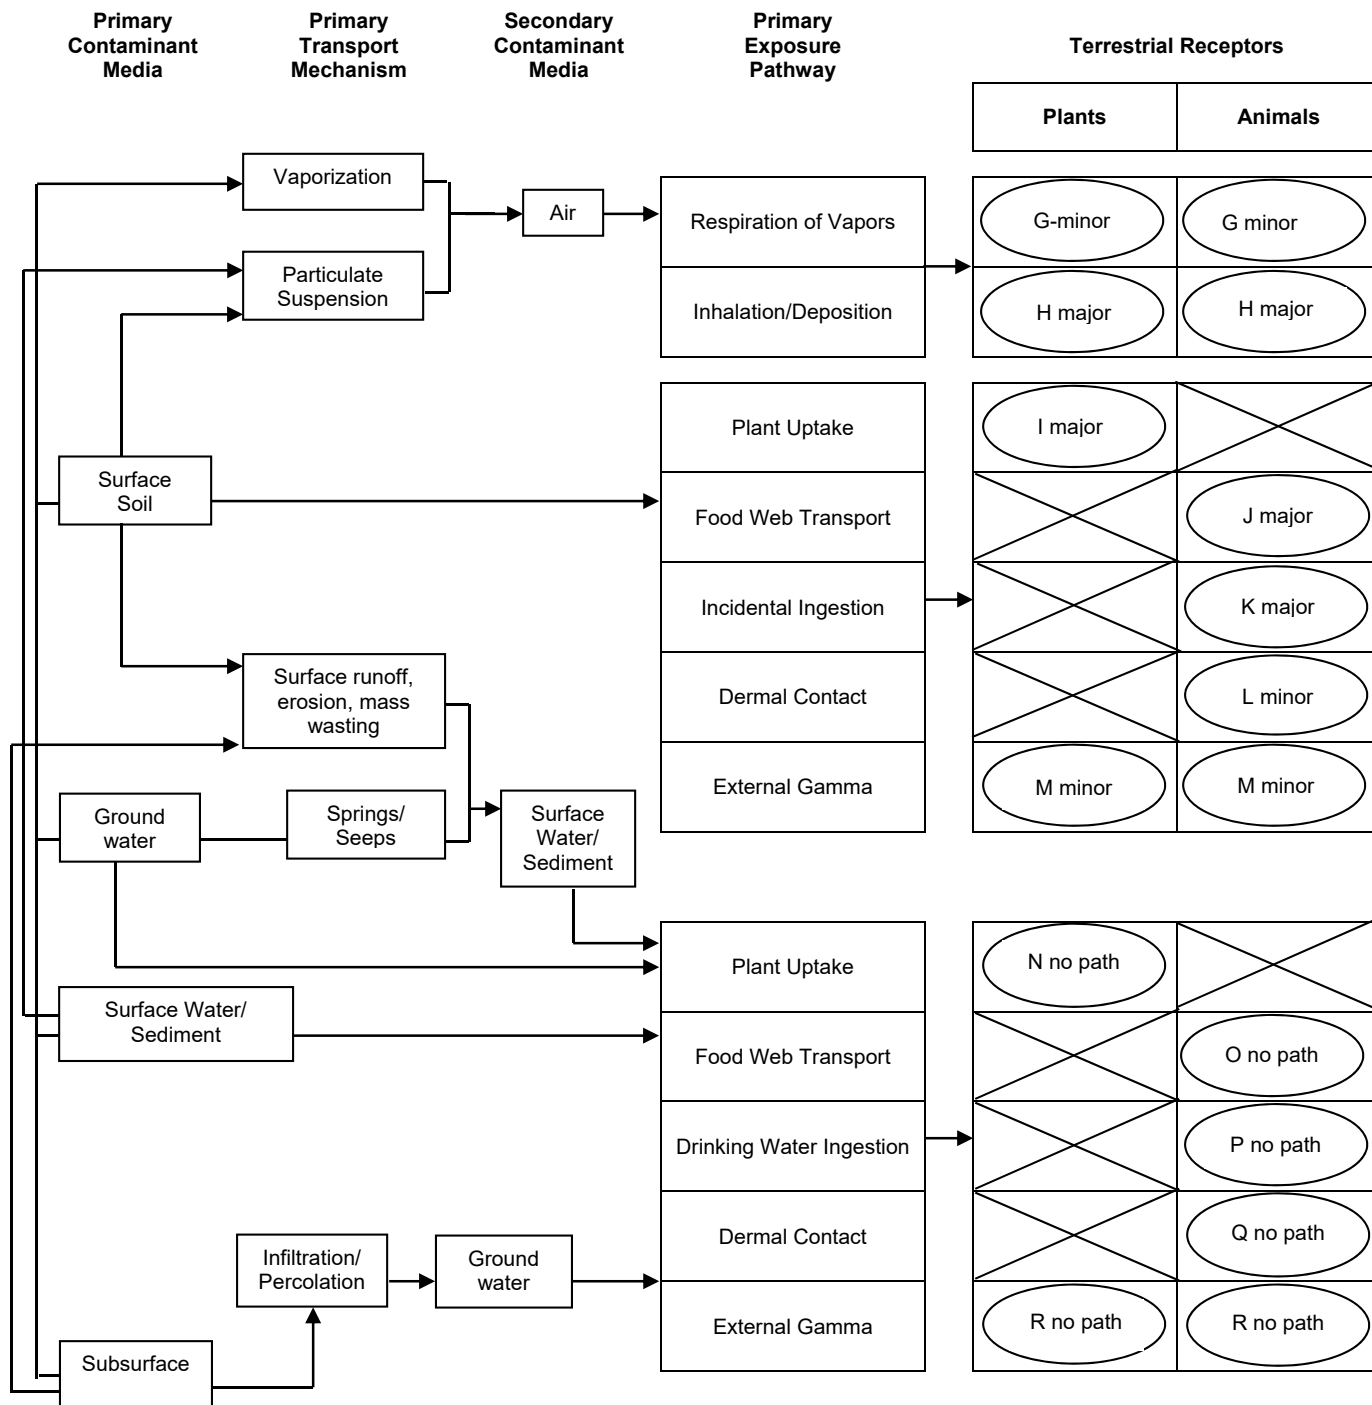 Primary
Contaminant
Media
Primary
Transport
Mechanism
Secondary
Contaminant
Media
Primary
Exposure
Pathway
Terrestrial Receptors
Plants
Animals
Vaporization
Air
Respiration of Vapors
G-minor
G minor
Particulate
Suspension
Inhalation/Deposition
H major
H major
Plant Uptake
I major
Surface
Soil
Food Web Transport
J major
Incidental Ingestion
K major
Surface runoff,
erosion, mass
wasting
Dermal Contact
L minor
External Gamma
M minor
M minor
Ground
water
Springs/
Seeps
Surface
Water/
Sediment
Plant Uptake
N no path
Surface Water/
Sediment
Food Web Transport
O no path
Drinking Water Ingestion
P no path
Dermal Contact
Q no path
Infiltration/
Percolation
Ground
water
External Gamma
R no path
R no path
Subsurface